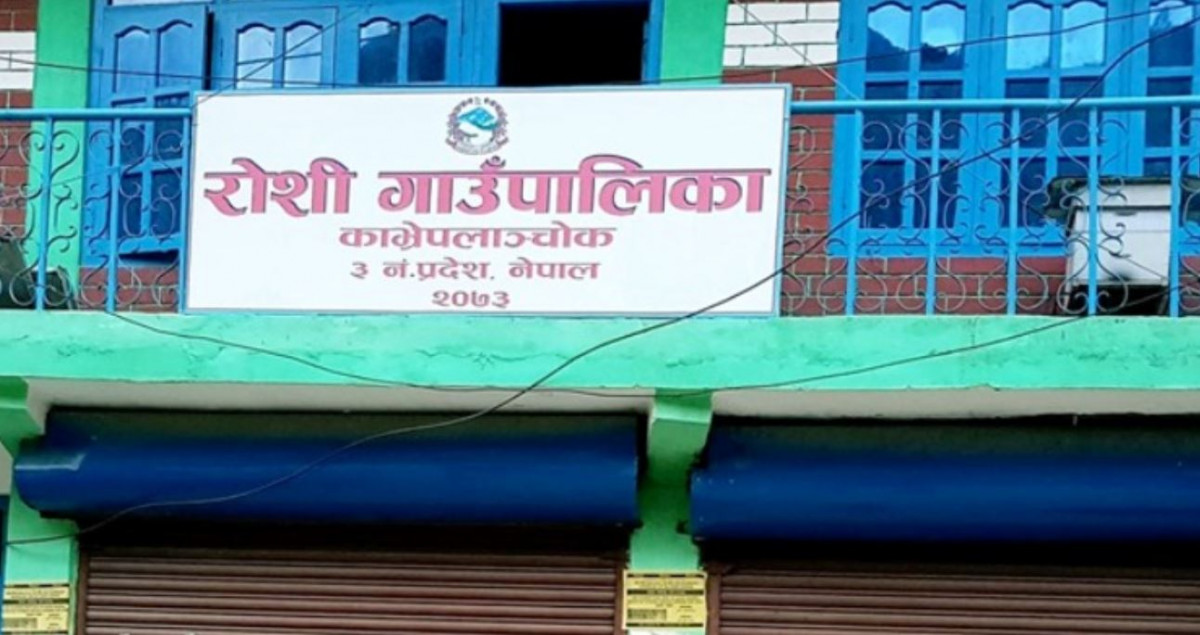 रोशी गाउँपालिका
काभ्रेपलाञ्चोक
३ नं.प्रदेश, नेपाल
२०७३